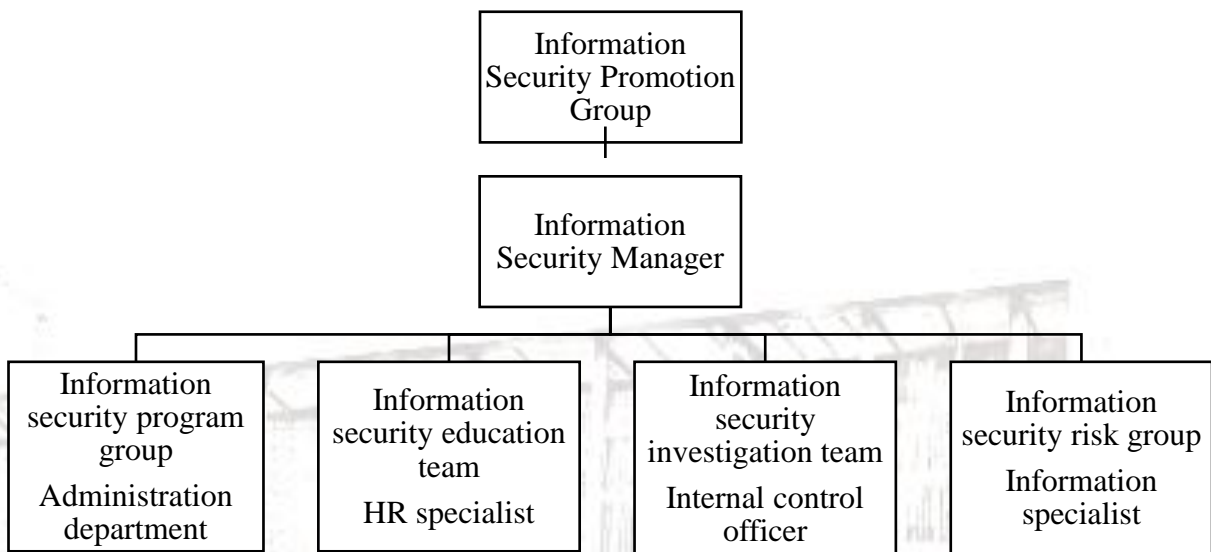 Information
Security Promotion
Group
Information
Security Manager
Information
security program
group
Administration
department
Information
security education
team
HR specialist
Information
security
investigation team
Internal control
officer
Information
security risk group
Information
specialist